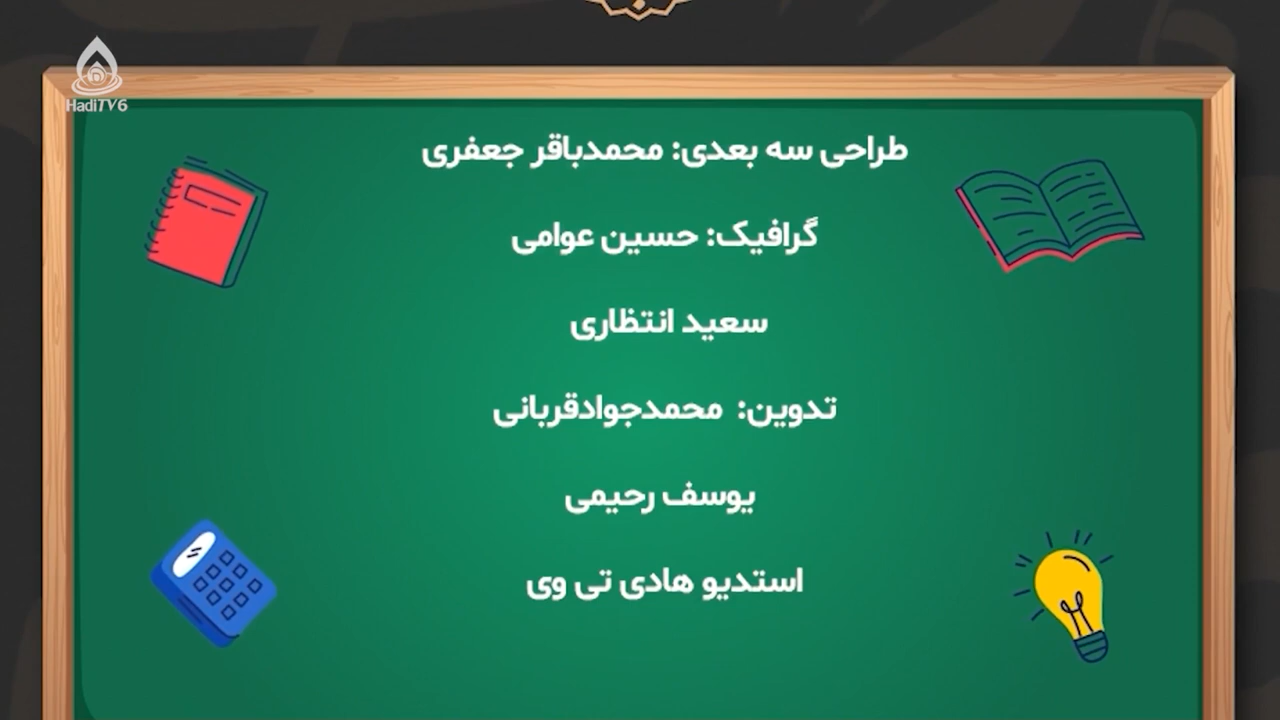 HadiTV6
طراحی سه بعدی: محمدباقر جعفری
گرافیک: حسین عوامی
سعید انتظاری
تدوین: محمدجوادقربانی
یوسف رحیمی
استدیو هادی تی وی